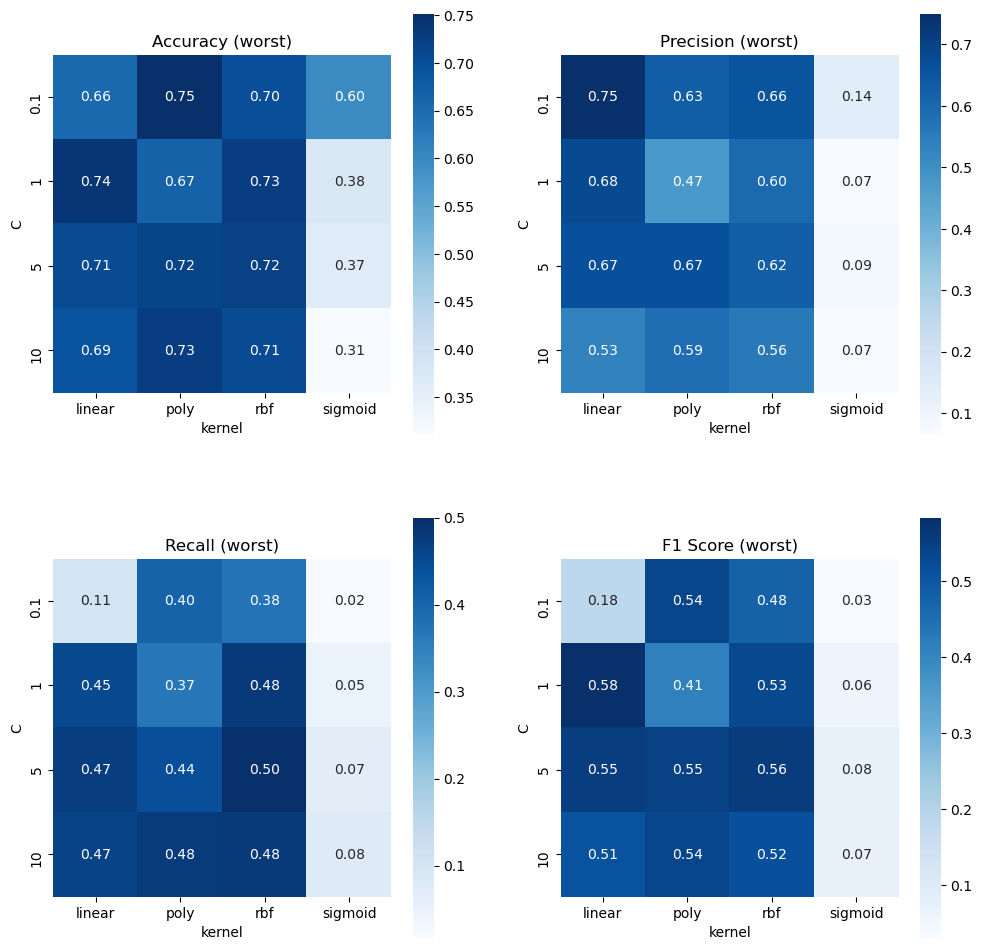 Accuracy (worst)
0.1 0.66 0.75 0.70 0.60
1 0.74 0.67 0.73 0.38
5 0.71 0.72 0.72 0.37
10 0.69 0.73 0.71 0.31
C
linear poly rbf sigmoid
kernel
0.75
0.70
0.65
0.60
0.55
0.50
0.45
0.40
0.35
Precision (worst)
0.1 0.75 0.63 0.66 0.14
1 0.68 0.47 0.60 0.07
5 0.67 0.67 0.62 0.09
10 0.53 0.59 0.56 0.07
C
linear poly rbf sigmoid
kernel
0.7
0.6
0.5
0.4
0.3
0.2
0.1
Recall (worst)
0.1 0.11 0.40 0.38 0.02
1 0.45 0.37 0.48 0.05
5 0.47 0.44 0.50 0.07
10 0.47 0.48 0.48 0.08
C
linear poly rbf sigmoid
kernel
0.5
0.4
0.3
0.2
0.1
F1 Score (worst)
0.1 0.18 0.54 0.48 0.03
1 0.58 0.41 0.53 0.06
5 0.55 0.55 0.56 0.08
10 0.51 0.54 0.52 0.07
C
linear poly rbf sigmoid
kernel
0.5
0.4
0.3
0.2
0.1